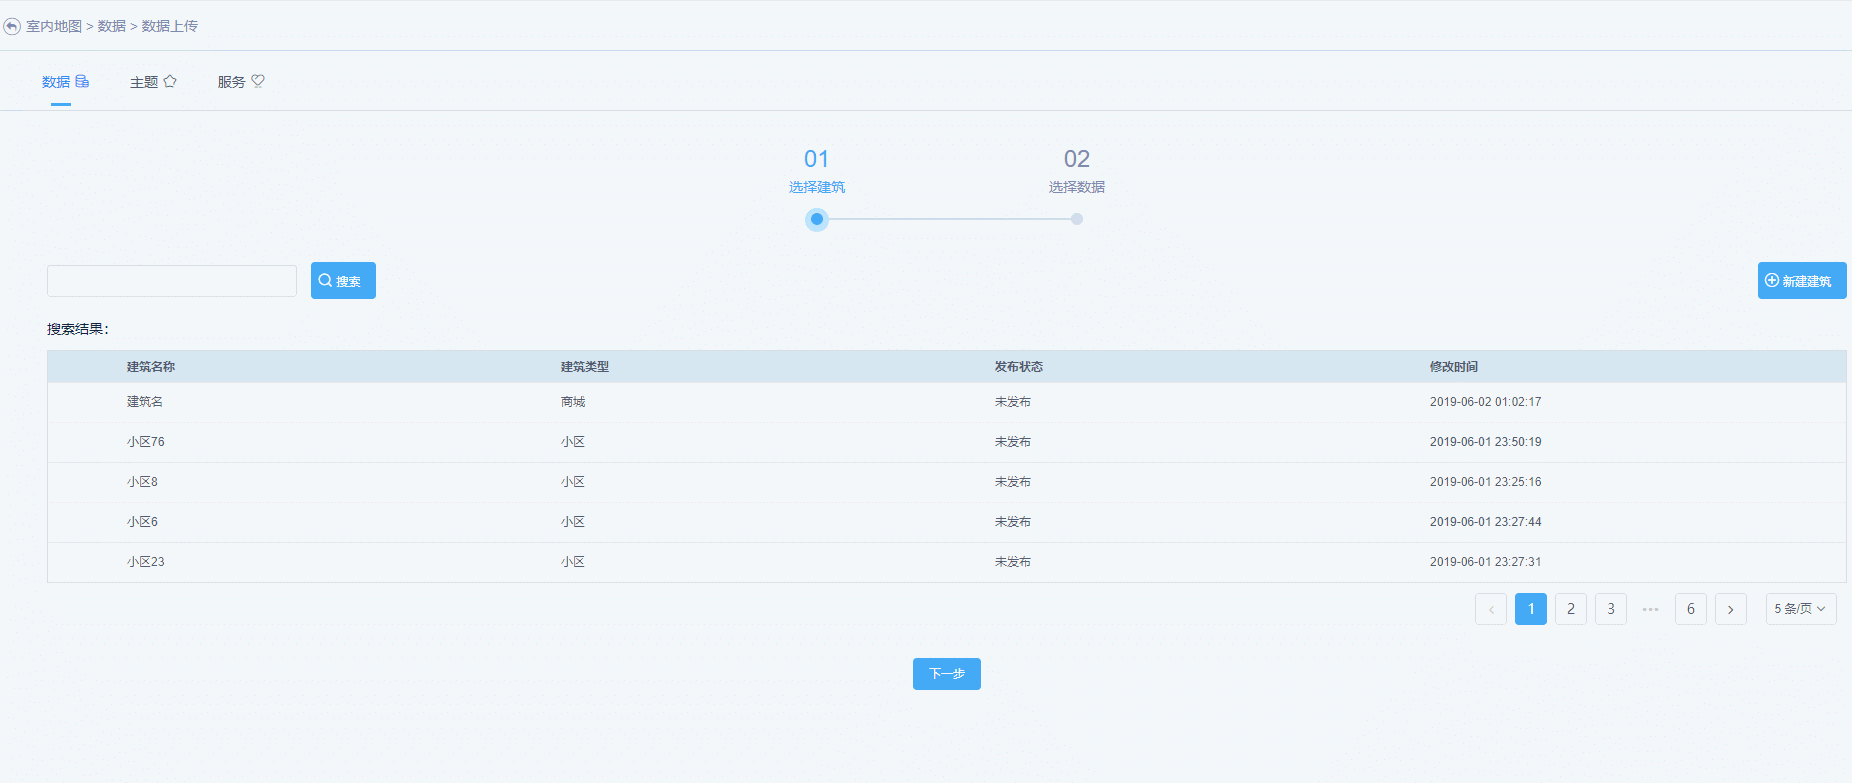 室内地图 > 数据 > 数据上传
数据 主题 服务
01 02
选择建筑 选择数据
搜索 新建建筑
搜索结果：
建筑名称 建筑类型 发布状态 修改时间
建筑名 商城 未发布 2019-06-02 01:02:17
小区76 小区 未发布 2019-06-01 23:50:19
小区8 小区 未发布 2019-06-01 23:25:16
小区6 小区 未发布 2019-06-01 23:27:44
小区23 小区 未发布 2019-06-01 23:27:31
< 1 2 3 ••• 6 > 5 条/页
下一步